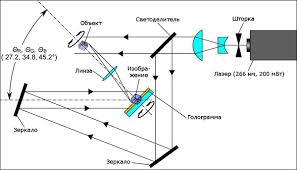 Θ_R, Θ_G, Θ_B
( 27.2, 34.8, 45.2°)
Объект
Светоделитель
Шторка
Линза
Изобра-
жение
Лазер (266 нм, 200 мВт)
Голограмма
Зеркало
Зеркало